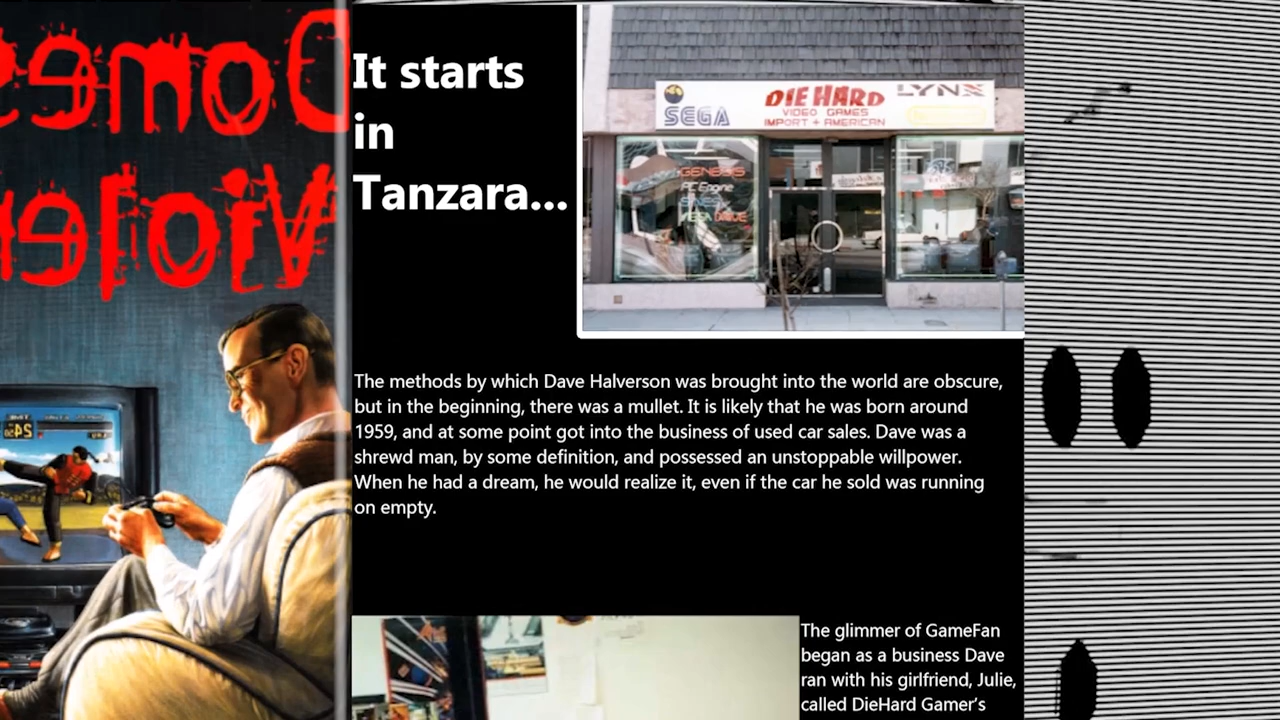 It starts
in
Tanzara...
SEGA
DIE HARD
VIDEO GAMES
IMPORT + AMERICAN
LYNX
GENESIS
PC Engine
The methods by which Dave Halverson was brought into the world are obscure,
but in the beginning, there was a mullet. It is likely that he was born around
1959, and at some point got into the business of used car sales. Dave was a
shrewd man, by some definition, and possessed an unstoppable willpower.
When he had a dream, he would realize it, even if the car he sold was running
on empty.
The glimmer of GameFan
began as a business Dave
ran with his girlfriend, Julie,
called DieHard Gamer's